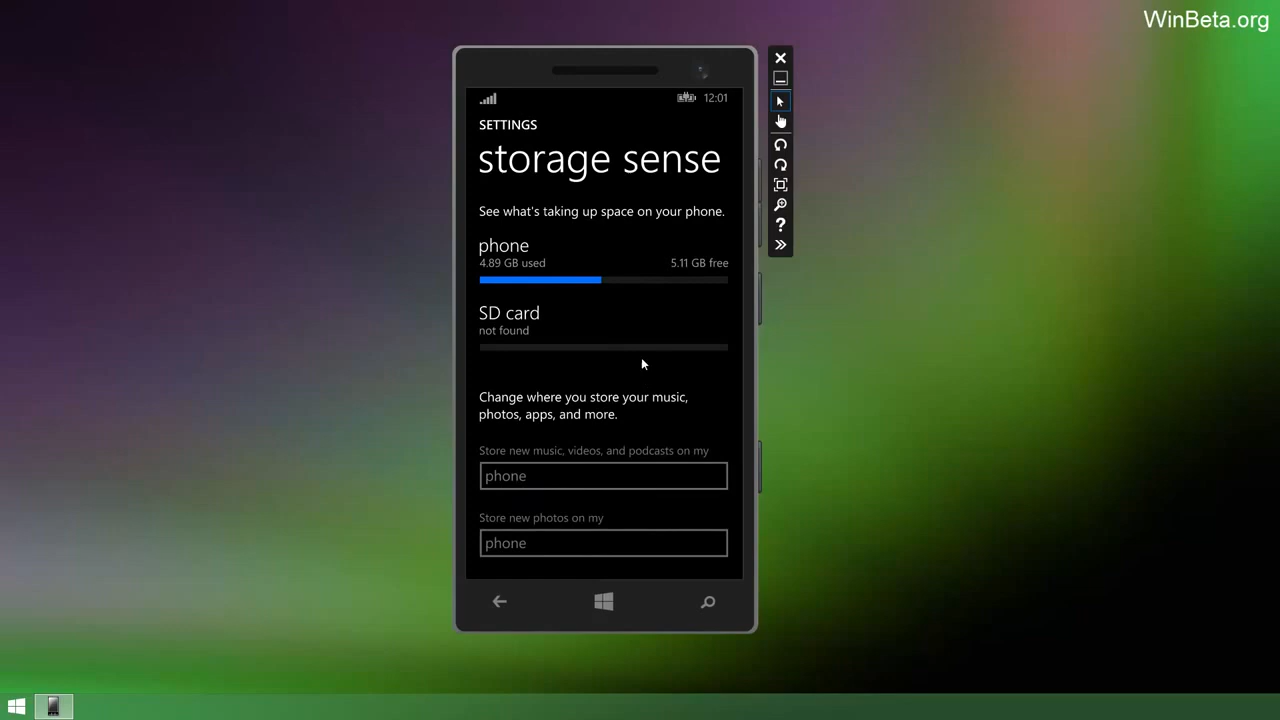 WinBeta.org
12:01
SETTINGS
storage sense
See what's taking up space on your phone.
phone
4.89 GB used 5.11 GB free
SD card
not found
Change where you store your music,
photos, apps, and more.
Store new music, videos, and podcasts on my
phone
Store new photos on my
phone
?